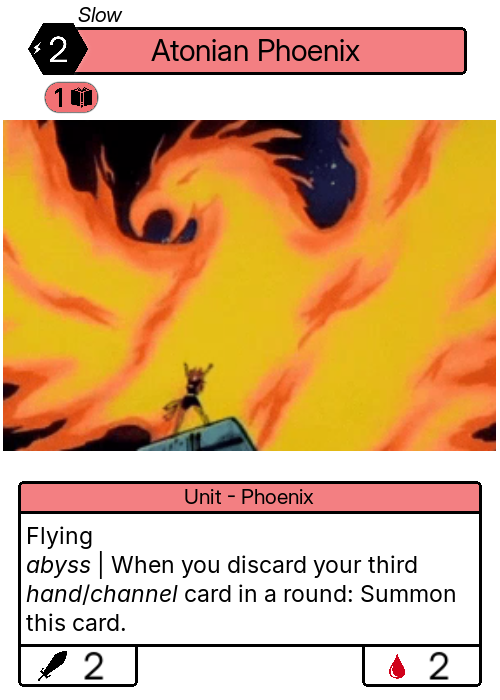 Slow
2
Atonian Phoenix
1
Unit - Phoenix
Flying
abyss | When you discard your third
hand/channel card in a round: Summon
this card.
2
2